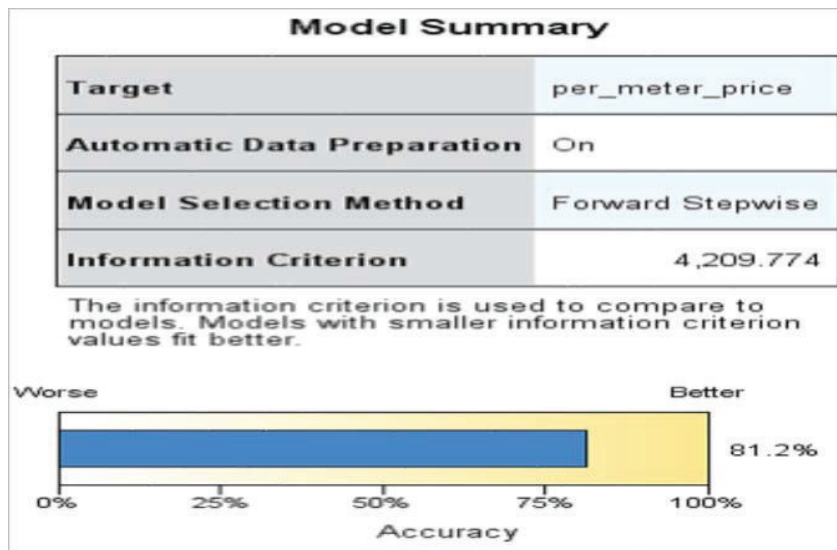 Model Summary
Target per_meter_price
Automatic Data Preparation On
Model Selection Method Forward Stepwise
Information Criterion 4,209.774
The information criterion is used to compare to
models. Models with smaller information criterion
values fit better.
Worse Better
81.2%
0% 25% 50% 75% 100%
Accuracy